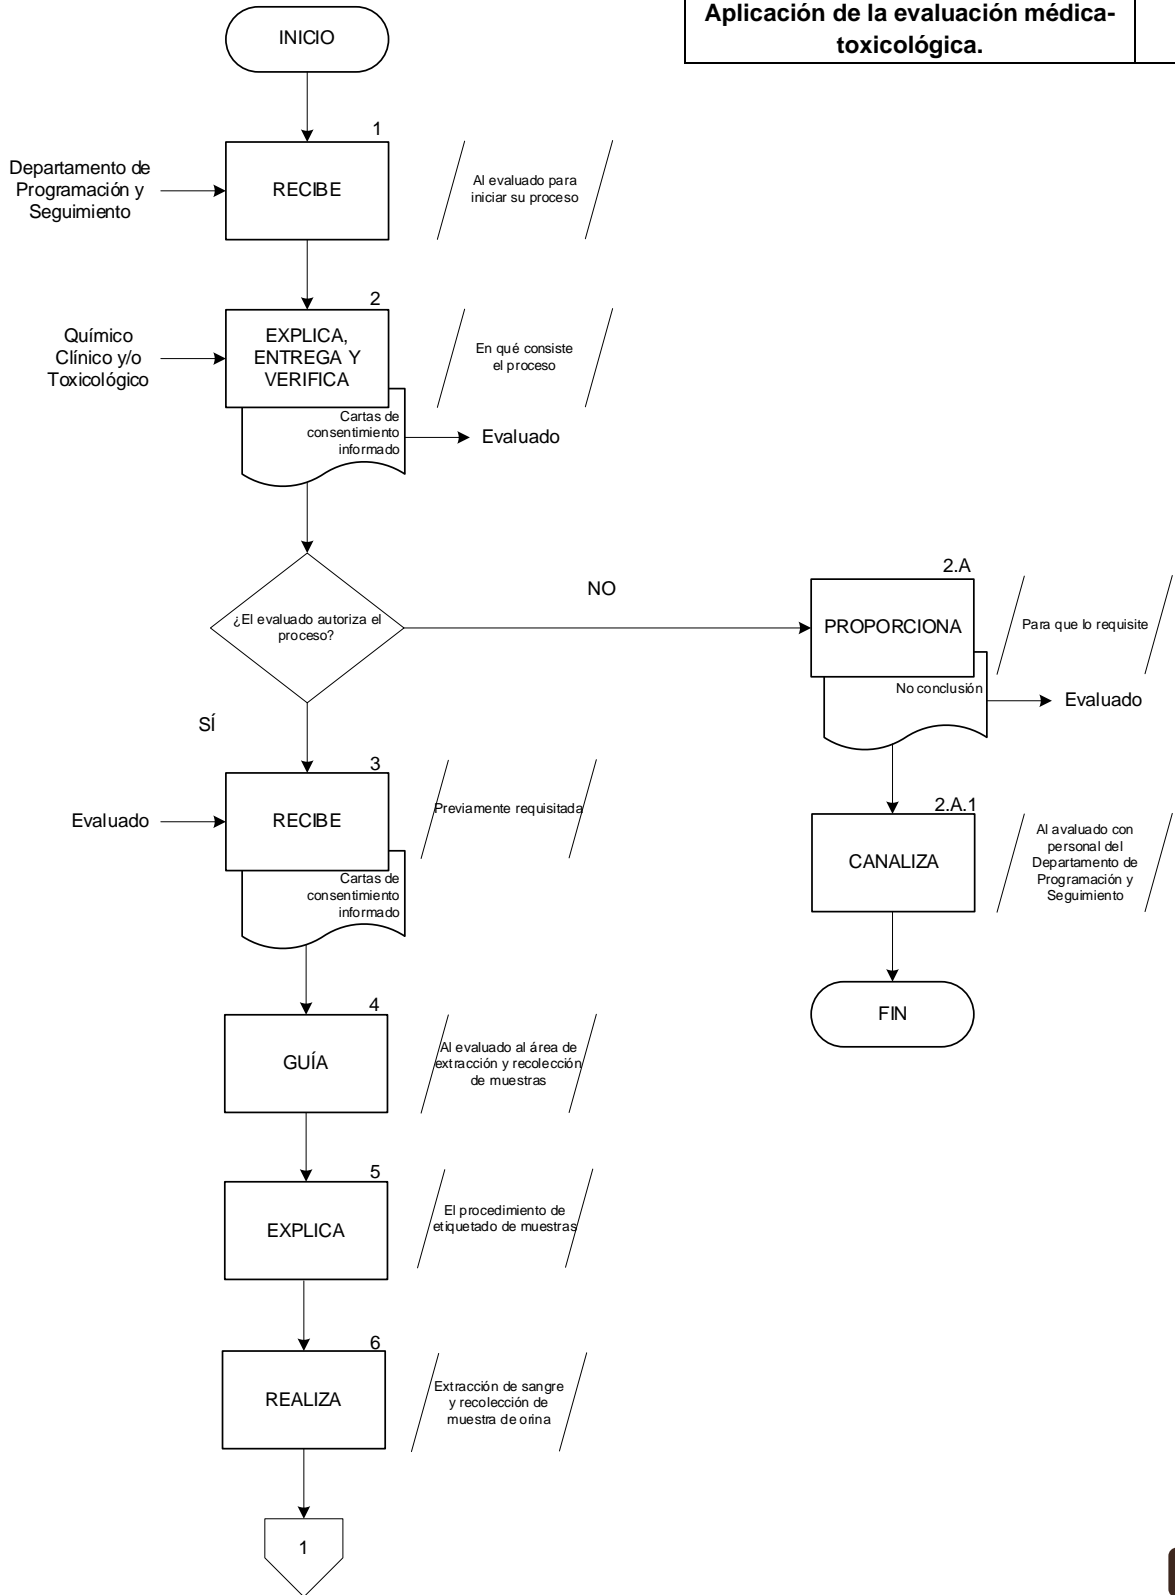 Aplicación de la evaluación médica-
toxicológica.
INICIO
1
Departamento de
Programación y
Seguimiento
RECIBE
Al evaluado para
iniciar su proceso
2
Químico
Clínico y/o
Toxicológico
EXPLICA,
ENTREGA Y
VERIFICA
En qué consiste
el proceso
Cartas de
consentimiento
informado
Evaluado
¿El evaluado autoriza el
proceso?
NO
2.A
PROPORCIONA
Para que lo requisite
No conclusión
Evaluado
SÍ
3
Evaluado
RECIBE
Previamente requisitada
Cartas de
consentimiento
informado
2.A.1
CANALIZA
Al avaluado con
personal del
Departamento de
Programación y
Seguimiento
FIN
4
GUÍA
Al evaluado al área de
extracción y recolección
de muestras
5
EXPLICA
El procedimiento de
etiquetado de muestras
6
REALIZA
Extracción de sangre
y recolección de
muestra de orina
1